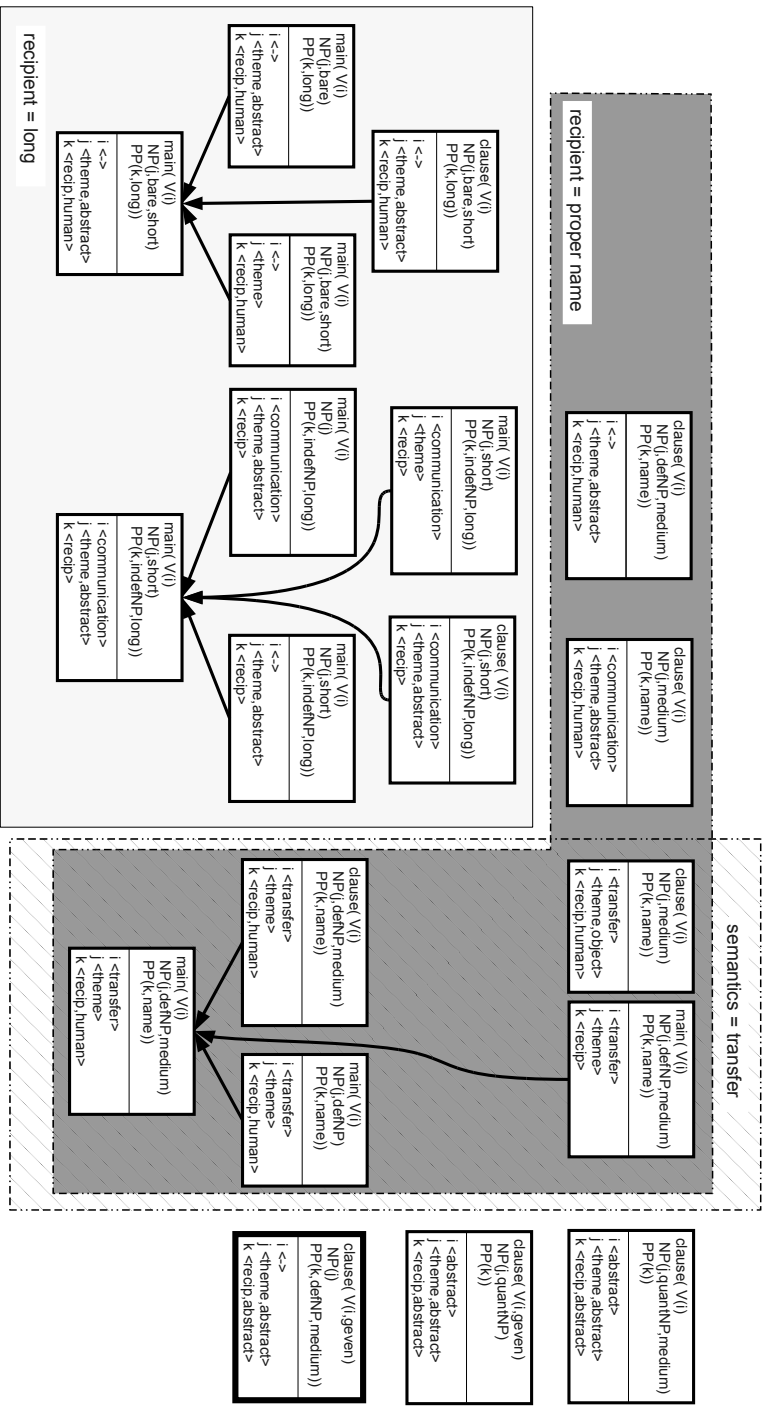 semantics = transfer
recipient = proper name
clause( V(i)
NP(j,defNP,medium)
PP(k,name))
i <->
j <theme,abstract>
k <recip,human>
clause( V(i)
NP(j,medium)
PP(k,name))
i <communication>
j <theme,abstract>
k <recip,human>
clause( V(i)
NP(j,medium)
PP(k,name))
i <transfer>
j <theme,object>
k <recip,human>
main( V(i)
NP(j,defNP,medium)
PP(k,name))
i <transfer>
j <theme>
k <recip>
clause( V(i)
NP(j,quantNP,medium)
PP(k))
i <abstract>
j <theme,abstract>
k <recip,abstract>
clause( V(i)
NP(j,bare,short)
PP(k,long))
i <->
j <theme,abstract>
k <recip,human>
main( V(i)
NP(j,short)
PP(k,indefNP,long))
i <communication>
j <theme>
k <recip>
clause( V(i)
NP(j,short)
PP(k,indefNP,long))
i <communication>
j <theme,abstract>
k <recip>
clause( V(i,geven)
NP(j,quantNP)
PP(k))
i <abstract>
j <theme,abstract>
k <recip,abstract>
main( V(i)
NP(j,bare)
PP(k,long))
i <->
j <theme,abstract>
k <recip,human>
main( V(i)
NP(j,bare,short)
PP(k,long))
i <->
j <theme>
k <recip,human>
main( V(i)
NP(j)
PP(k,indefNP,long))
i <communication>
j <theme,abstract>
k <recip>
main( V(i)
NP(j,short)
PP(k,indefNP,long))
i <->
j <theme,abstract>
k <recip>
clause( V(i)
NP(j,defNP,medium)
PP(k,name))
i <transfer>
j <theme>
k <recip,human>
main( V(i)
NP(j,defNP)
PP(k,name))
i <transfer>
j <theme>
k <recip,human>
clause( V(i,geven)
NP(j)
PP(k,defNP,medium))
i <->
j <theme,abstract>
k <recip,abstract>
main( V(i)
NP(j,bare,short)
PP(k,long))
i <->
j <theme,abstract>
k <recip,human>
main( V(i)
NP(j,short)
PP(k,indefNP,long))
i <communication>
j <theme,abstract>
k <recip>
main( V(i)
NP(j,defNP,medium)
PP(k,name))
i <transfer>
j <theme>
k <recip,human>
recipient = long